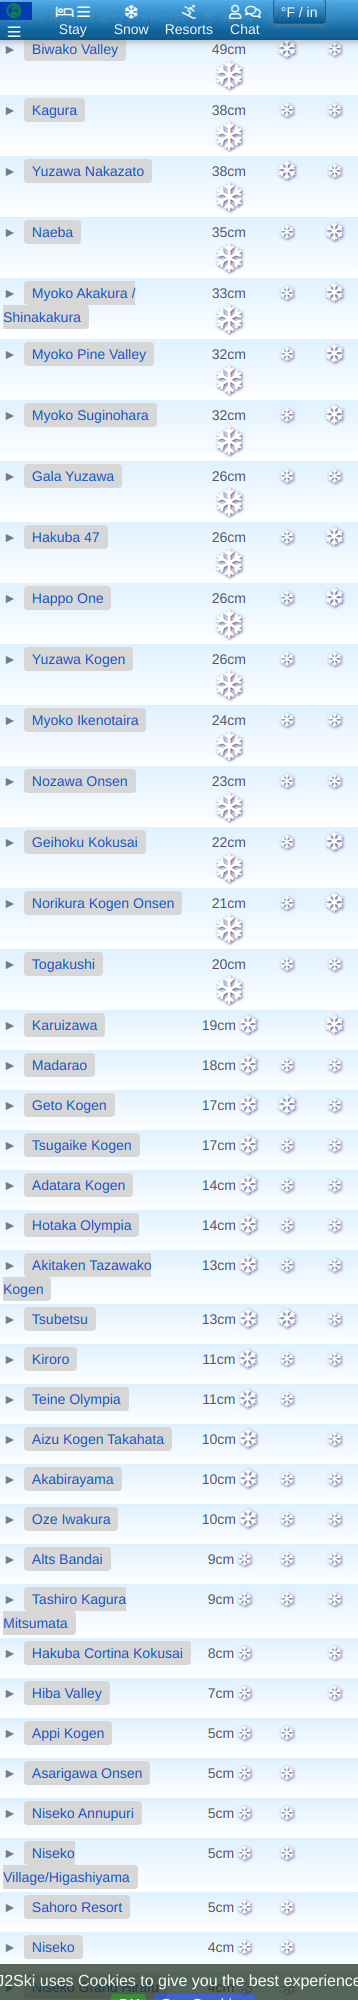 °F / in
Stay Snow Resorts Chat
▶ Biwako Valley 49cm
▶ Kagura 38cm
▶ Yuzawa Nakazato 38cm
▶ Naeba 35cm
▶ Myoko Akakura / 33cm
Shinakakura
▶ Myoko Pine Valley 32cm
▶ Myoko Suginohara 32cm
▶ Gala Yuzawa 26cm
▶ Hakuba 47 26cm
▶ Happo One 26cm
▶ Yuzawa Kogen 26cm
▶ Myoko Ikenotaira 24cm
▶ Nozawa Onsen 23cm
▶ Geihoku Kokusai 22cm
▶ Norikura Kogen Onsen 21cm
▶ Togakushi 20cm
▶ Karuizawa 19cm
▶ Madarao 18cm
▶ Geto Kogen 17cm
▶ Tsugaike Kogen 17cm
▶ Adatara Kogen 14cm
▶ Hotaka Olympia 14cm
▶ Akitaken Tazawako 13cm
Kogen
▶ Tsubetsu 13cm
▶ Kiroro 11cm
▶ Teine Olympia 11cm
▶ Aizu Kogen Takahata 10cm
▶ Akabirayama 10cm
▶ Oze Iwakura 10cm
▶ Alts Bandai 9cm
▶ Tashiro Kagura 9cm
Mitsumata
▶ Hakuba Cortina Kokusai 8cm
▶ Hiba Valley 7cm
▶ Appi Kogen 5cm
▶ Asarigawa Onsen 5cm
▶ Niseko Annupuri 5cm
▶ Niseko 5cm
Village/Higashiyama
▶ Sahoro Resort 5cm
▶ Niseko 4cm
J2Ski uses Cookies to give you the best experience
▶ Niseko Grand Hirafu 4cm